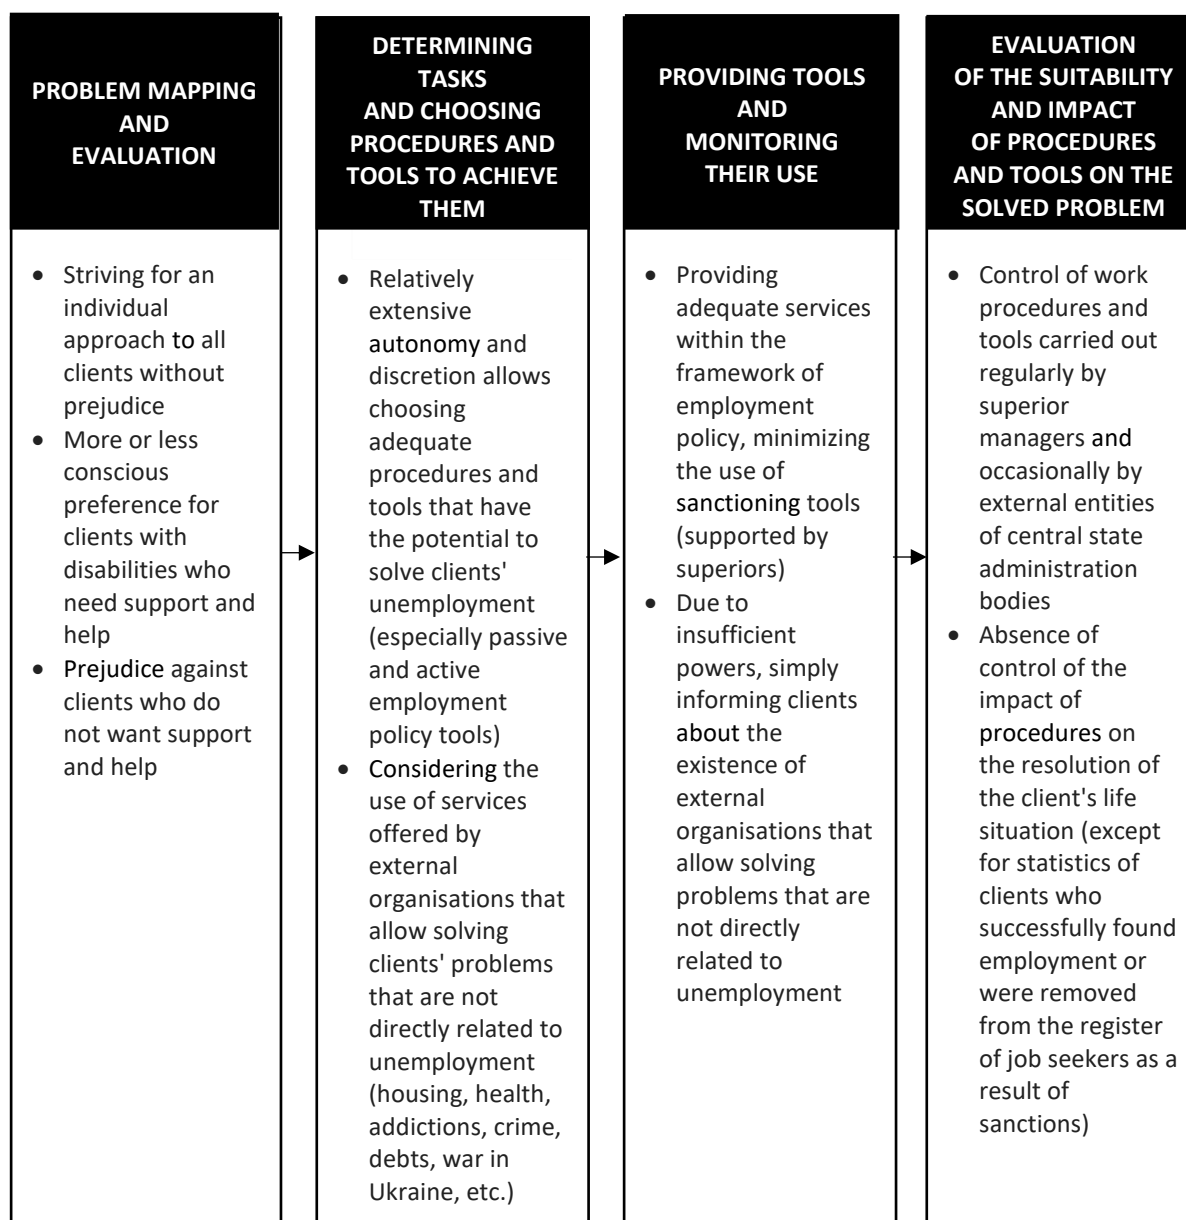 PROBLEM MAPPING
AND
EVALUATION
• Striving for an
individual
approach to all
clients without
prejudice
• More or less
conscious
preference for
clients with
disabilities who
need support and
help
• Prejudice against
clients who do
not want support
and help
DETERMINING
TASKS
AND CHOOSING
PROCEDURES AND
TOOLS TO ACHIEVE
THEM
• Relatively
extensive
autonomy and
discretion allows
choosing
adequate
procedures and
tools that have
the potential to
solve clients'
unemployment
(especially passive
and active
employment
policy tools)
• Considering the
use of services
offered by
external
organisations that
allow solving
clients' problems
that are not
directly related to
unemployment
(housing, health,
addictions, crime,
debts, war in
Ukraine, etc.)
PROVIDING TOOLS
AND
MONITORING
THEIR USE
• Providing
adequate services
within the
framework of
employment
policy, minimizing
the use of
sanctioning tools
(supported by
superiors)
• Due to
insufficient
powers, simply
informing clients
about the
existence of
external
organisations that
allow solving
problems that are
not directly
related to
unemployment
EVALUATION
OF THE SUITABILITY
AND IMPACT
OF PROCEDURES
AND TOOLS ON THE
SOLVED PROBLEM
• Control of work
procedures and
tools carried out
regularly by
superior
managers and
occasionally by
external entities
of central state
administration
bodies
• Absence of
control of the
impact of
procedures on
the resolution of
the client's life
situation (except
for statistics of
clients who
successfully found
employment or
were removed
from the register
of job seekers as a
result of
sanctions)